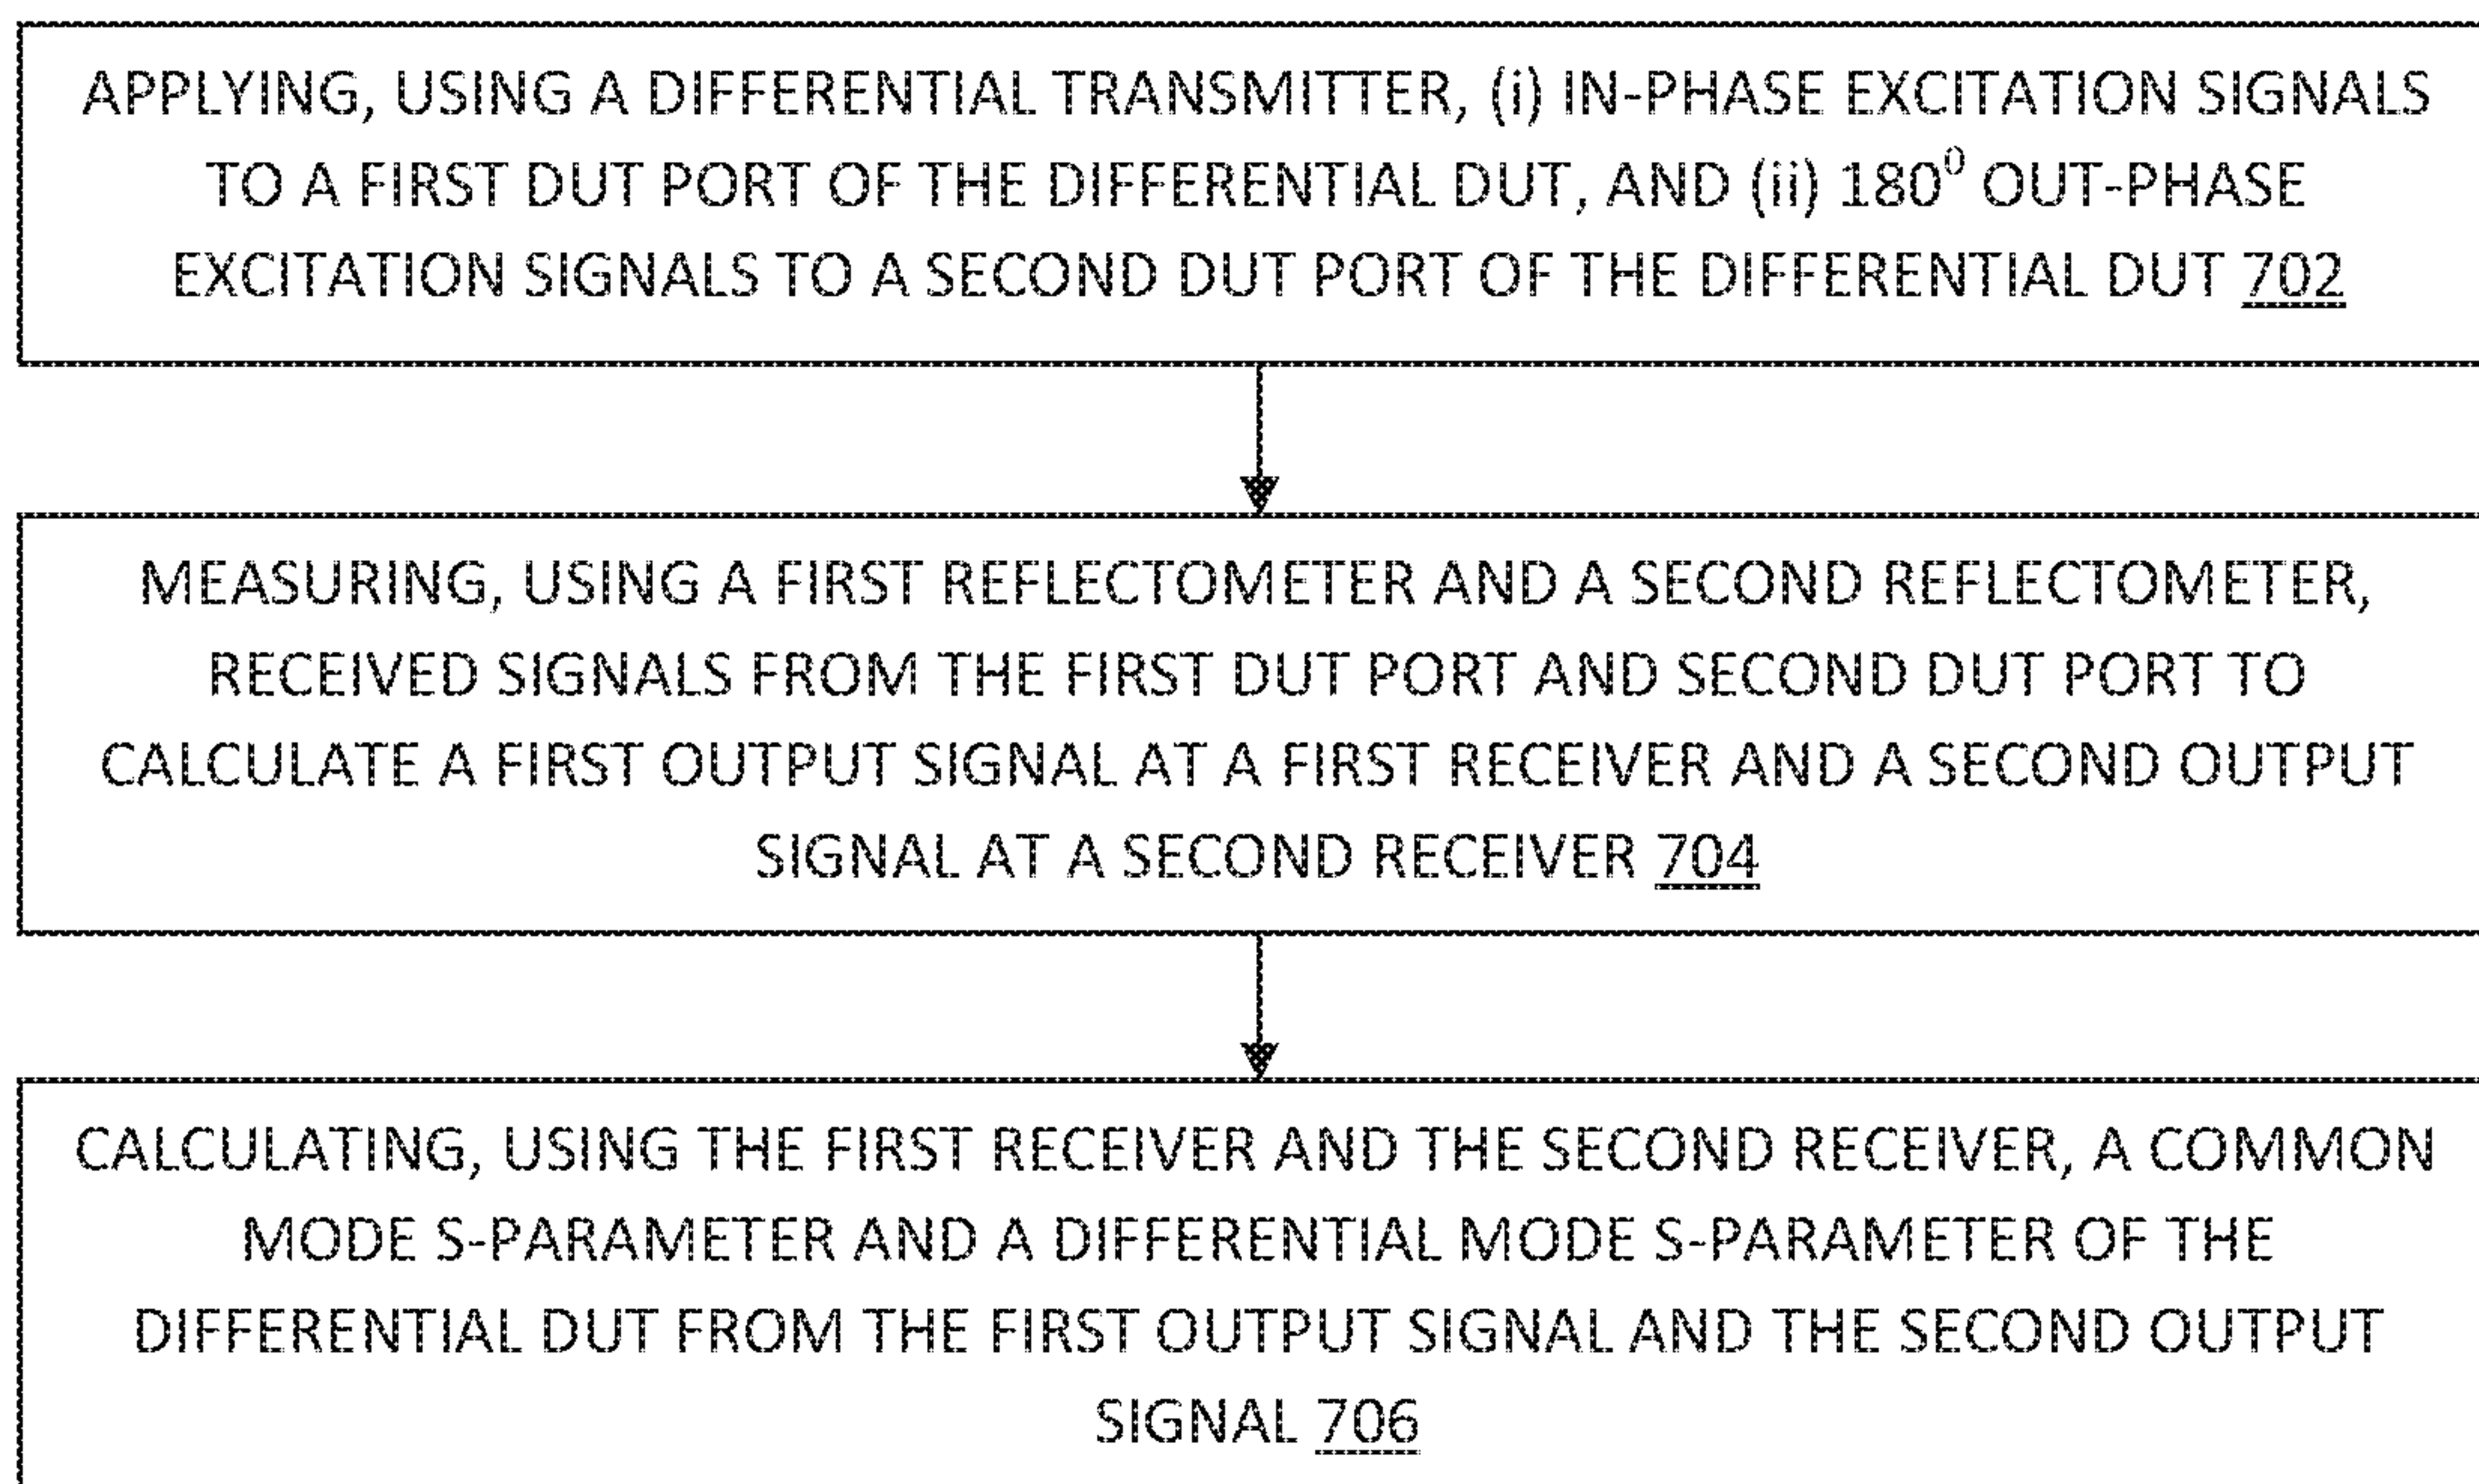 APPLYING, USING A DIFFERENTIAL TRANSMITTER, (i) IN-PHASE EXCITATION SIGNALS
TO A FIRST DUT PORT OF THE DIFFERENTIAL DUT, AND (ii) 180⁰ OUT-PHASE
EXCITATION SIGNALS TO A SECOND DUT PORT OF THE DIFFERENTIAL DUT 702
MEASURING, USING A FIRST REFLECTOMETER AND A SECOND REFLECTOMETER,
RECEIVED SIGNALS FROM THE FIRST DUT PORT AND SECOND DUT PORT TO
CALCULATE A FIRST OUTPUT SIGNAL AT A FIRST RECEIVER AND A SECOND OUTPUT
SIGNAL AT A SECOND RECEIVER 704
CALCULATING, USING THE FIRST RECEIVER AND THE SECOND RECEIVER, A COMMON
MODE S-PARAMETER AND A DIFFERENTIAL MODE S-PARAMETER OF THE
DIFFERENTIAL DUT FROM THE FIRST OUTPUT SIGNAL AND THE SECOND OUTPUT
SIGNAL 706